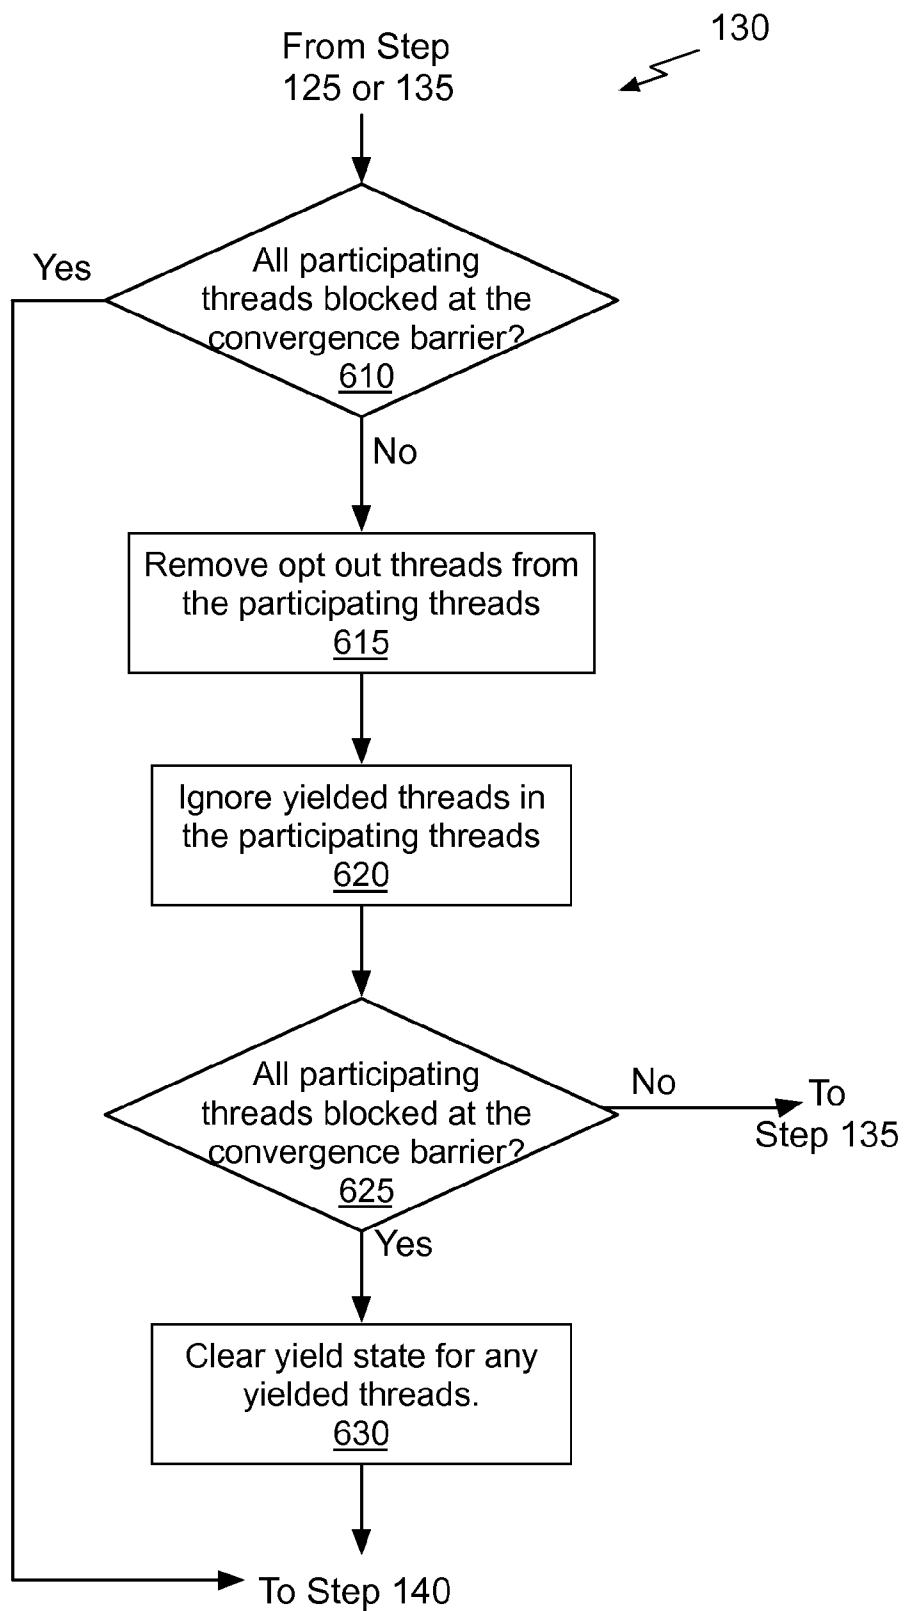 130
From Step
125 or 135
All participating
threads blocked at the
convergence barrier?
610
Yes
No
Remove opt out threads from
the participating threads
615
Ignore yielded threads in
the participating threads
620
All participating
threads blocked at the
convergence barrier?
625
No
To
Step 135
Yes
Clear yield state for any
yielded threads.
630
To Step 140